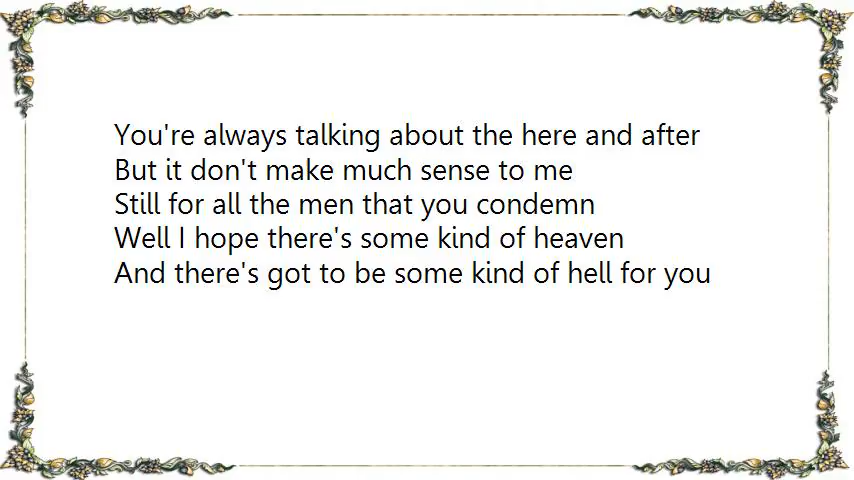 You're always talking about the here and after
But it don't make much sense to me
Still for all the men that you condemn
Well I hope there's some kind of heaven
And there's got to be some kind of hell for you